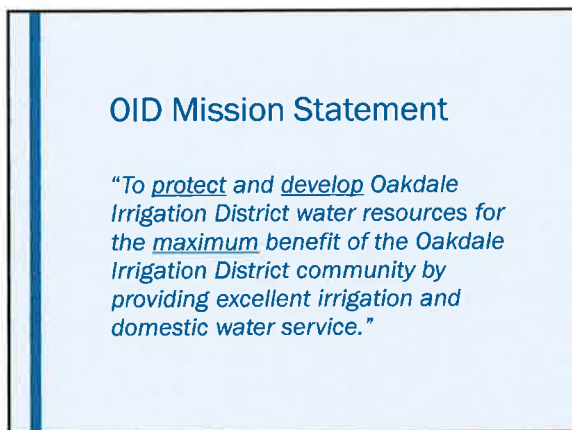 OID Mission Statement
“To protect and develop Oakdale
Irrigation District water resources for
the maximum benefit of the Oakdale
Irrigation District community by
providing excellent irrigation and
domestic water service.”